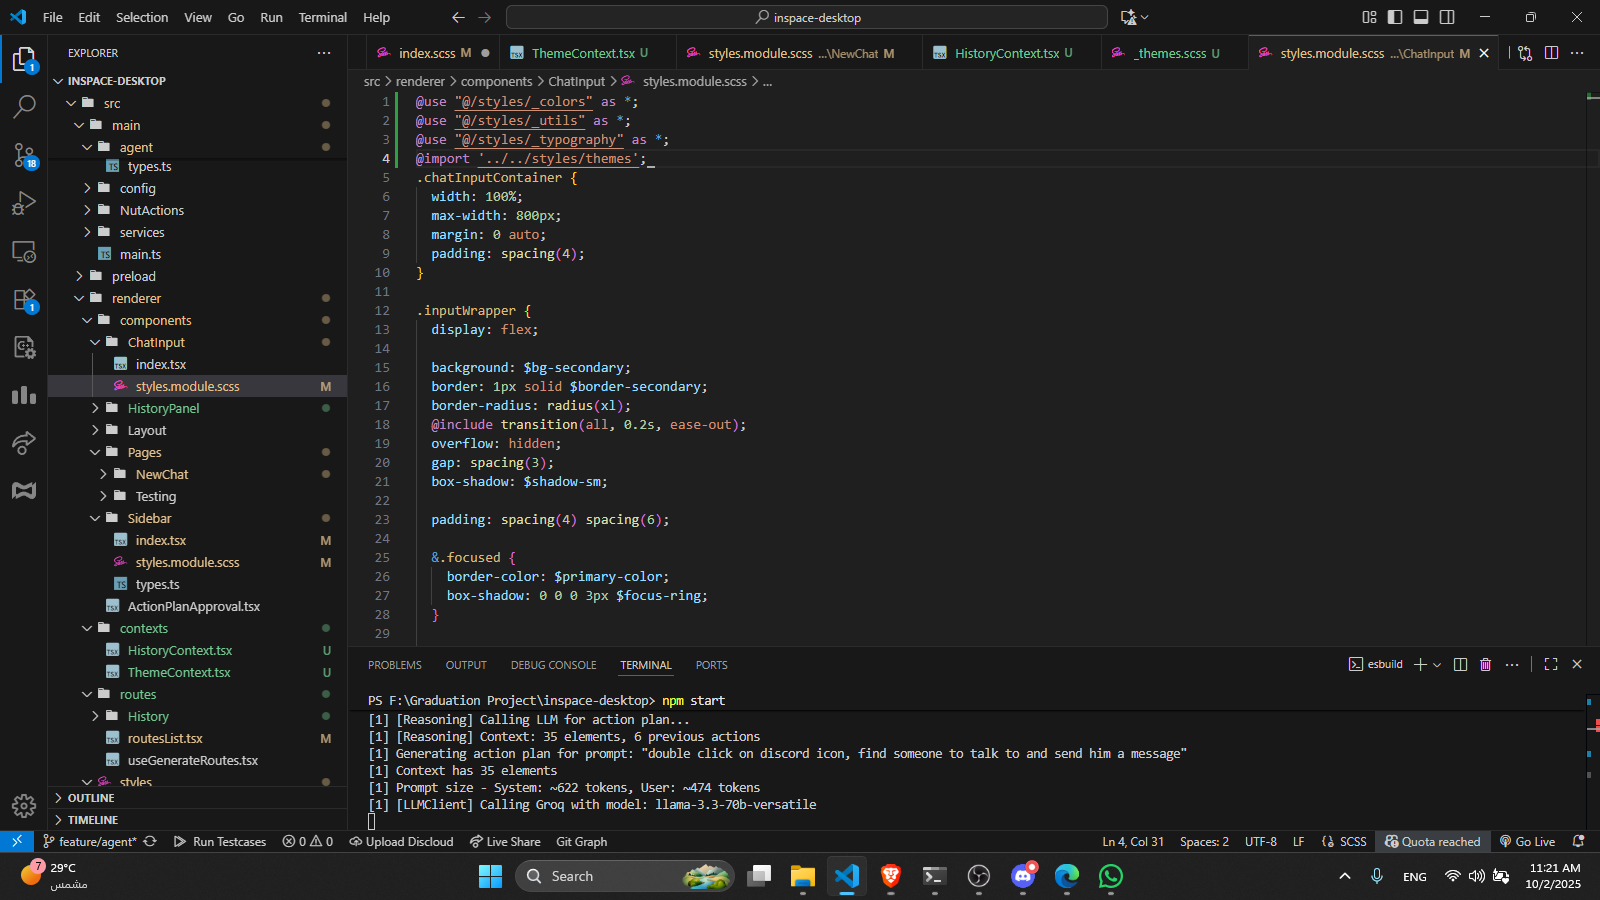 File Edit Selection View Go Run Terminal Help
inspace-desktop
EXPLORER
index.scss M
ThemeContext.tsx U
styles.module.scss ...\NewChat M
HistoryContext.tsx U
_themes.scss U
styles.module.scss ...\ChatInput M
INSPACE-DESKTOP
src
main
agent
types.ts
config
NutActions
services
main.ts
preload
renderer
components
ChatInput
index.tsx
styles.module.scss M
HistoryPanel
Layout
Pages
NewChat
Testing
Sidebar
index.tsx M
styles.module.scss M
types.ts
ActionPlanApproval.tsx
contexts
HistoryContext.tsx U
ThemeContext.tsx U
routes
History
routesList.tsx M
useGenerateRoutes.tsx
styles
OUTLINE
TIMELINE
1
18
1
src > renderer > components > ChatInput > styles.module.scss > ...
1 @use "@/styles/_colors" as *;
2 @use "@/styles/_utils" as *;
3 @use "@/styles/_typography" as *;
4 @import '../../styles/themes';
5 .chatInputContainer {
6 width: 100%;
7 max-width: 800px;
8 margin: 0 auto;
9 padding: spacing(4);
10 }
11
12 .inputWrapper {
13 display: flex;
14
15 background: $bg-secondary;
16 border: 1px solid $border-secondary;
17 border-radius: radius(xl);
18 @include transition(all, 0.2s, ease-out);
19 overflow: hidden;
20 gap: spacing(3);
21 box-shadow: $shadow-sm;
22
23 padding: spacing(4) spacing(6);
24
25 &.focused {
26 border-color: $primary-color;
27 box-shadow: 0 0 0 3px $focus-ring;
28 }
29
PROBLEMS OUTPUT DEBUG CONSOLE TERMINAL PORTS
esbuild
PS F:\Graduation Project\inspace-desktop> npm start
[1] [Reasoning] Calling LLM for action plan...
[1] [Reasoning] Context: 35 elements, 6 previous actions
[1] Generating action plan for prompt: "double click on discord icon, find someone to talk to and send him a message"
[1] Context has 35 elements
[1] Prompt size - System: ~622 tokens, User: ~474 tokens
[1] [LLMClient] Calling Groq with model: llama-3.3-70b-versatile
feature/agent* Run Testcases 0 0 Upload Discloud Live Share Git Graph
Ln 4, Col 31 Spaces: 2 UTF-8 LF SCSS Quota reached Go Live
7
29°C
مشمس
Search
ENG
11:21 AM
10/2/2025